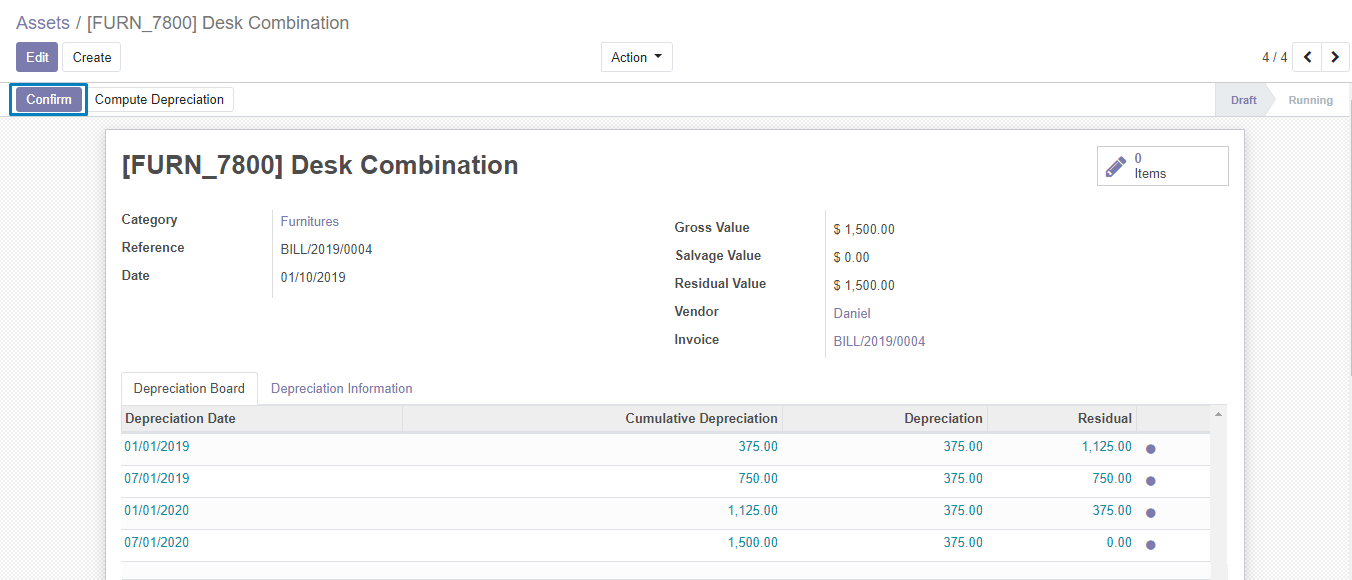 Assets / [FURN_7800] Desk Combination
Edit Create Action 4 / 4
Confirm Compute Depreciation Draft Running
[FURN_7800] Desk Combination
0
Items
Category Furnitures
Reference BILL/2019/0004
Date 01/10/2019
Gross Value $ 1,500.00
Salvage Value $ 0.00
Residual Value $ 1,500.00
Vendor Daniel
Invoice BILL/2019/0004
Depreciation Board Depreciation Information
Depreciation Date Cumulative Depreciation Depreciation Residual
01/01/2019 375.00 375.00 1,125.00
07/01/2019 750.00 375.00 750.00
01/01/2020 1,125.00 375.00 375.00
07/01/2020 1,500.00 375.00 0.00